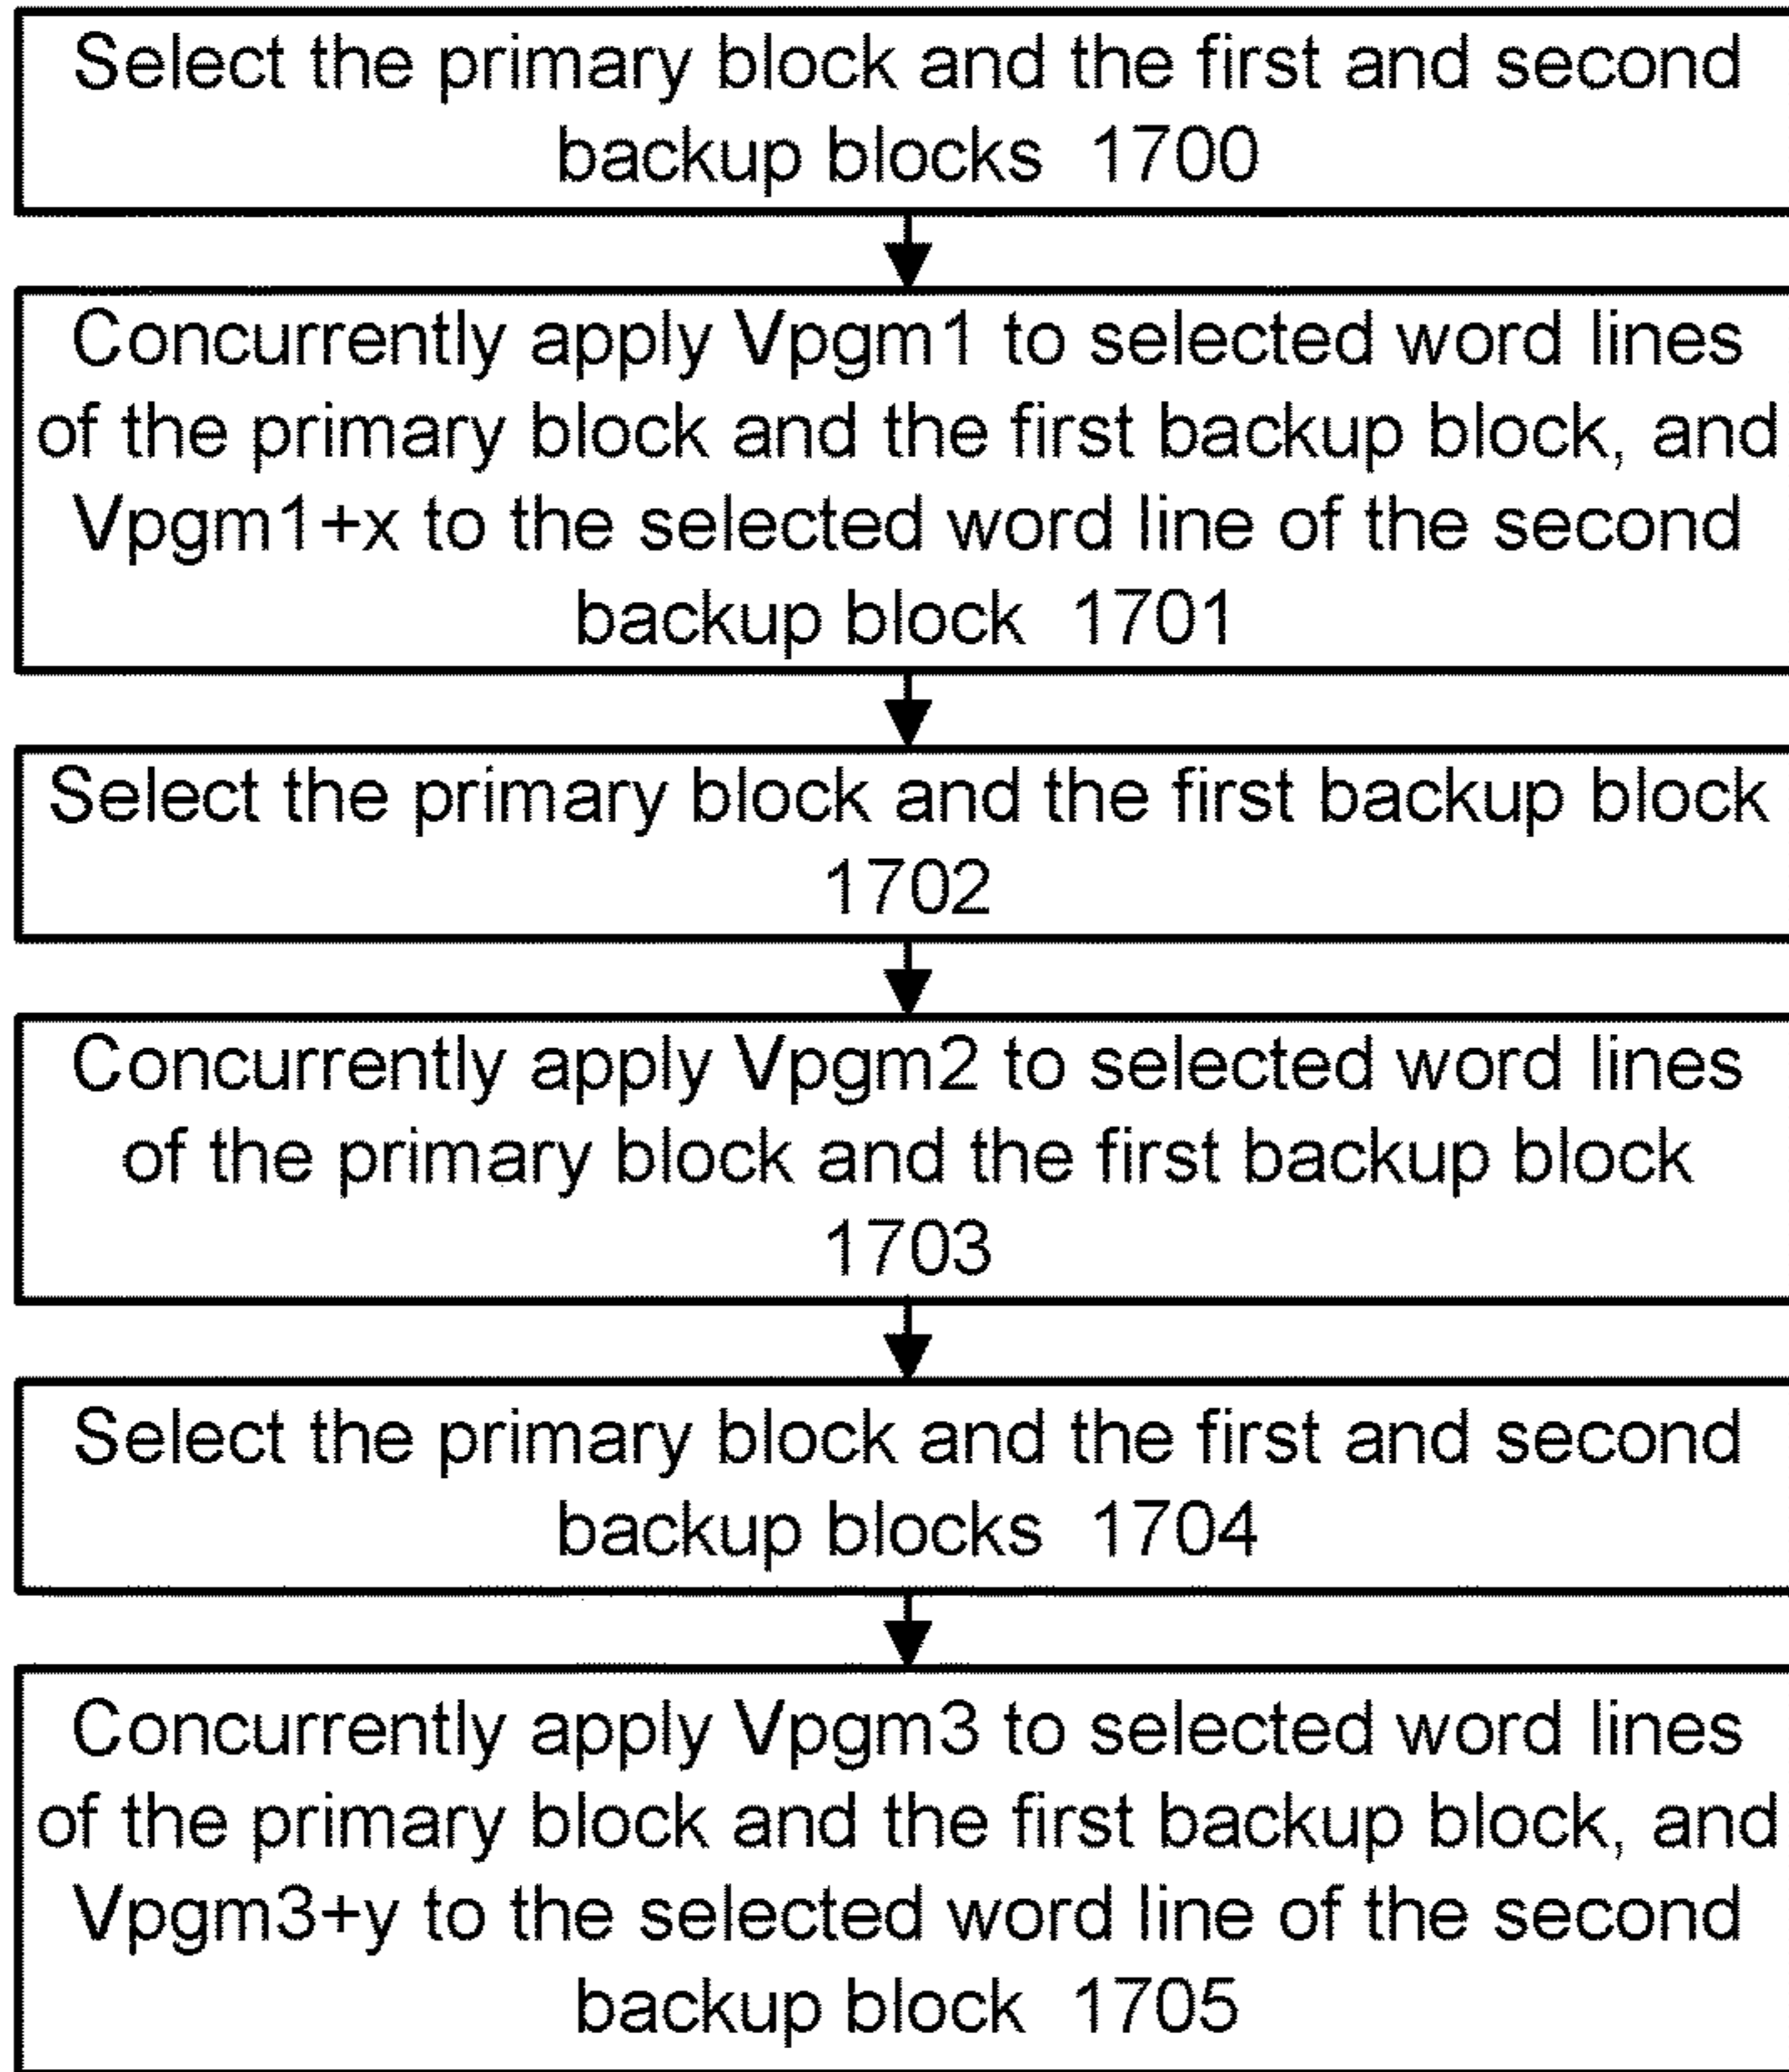 Select the primary block and the first and second
backup blocks 1700
Concurrently apply Vpgm1 to selected word lines
of the primary block and the first backup block, and
Vpgm1+x to the selected word line of the second
backup block 1701
Select the primary block and the first backup block
1702
Concurrently apply Vpgm2 to selected word lines
of the primary block and the first backup block
1703
Select the primary block and the first and second
backup blocks 1704
Concurrently apply Vpgm3 to selected word lines
of the primary block and the first backup block, and
Vpgm3+y to the selected word line of the second
backup block 1705